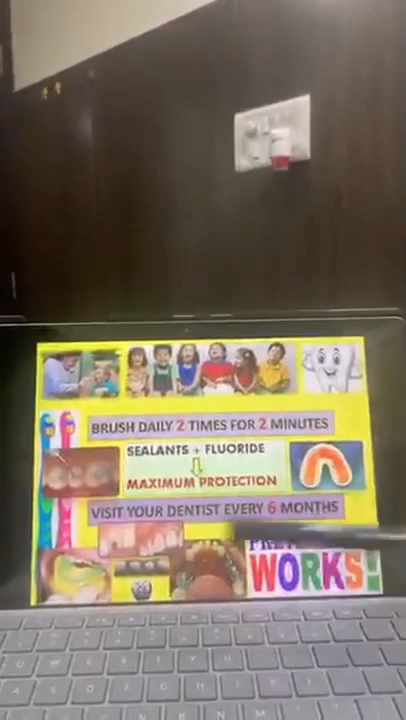 BRUSH DAILY 2 TIMES FOR 2 MINUTES
SEALANTS + FLUORIDE
MAXIMUM PROTECTION
VISIT YOUR DENTIST EVERY 6 MONTHS
WORKS!